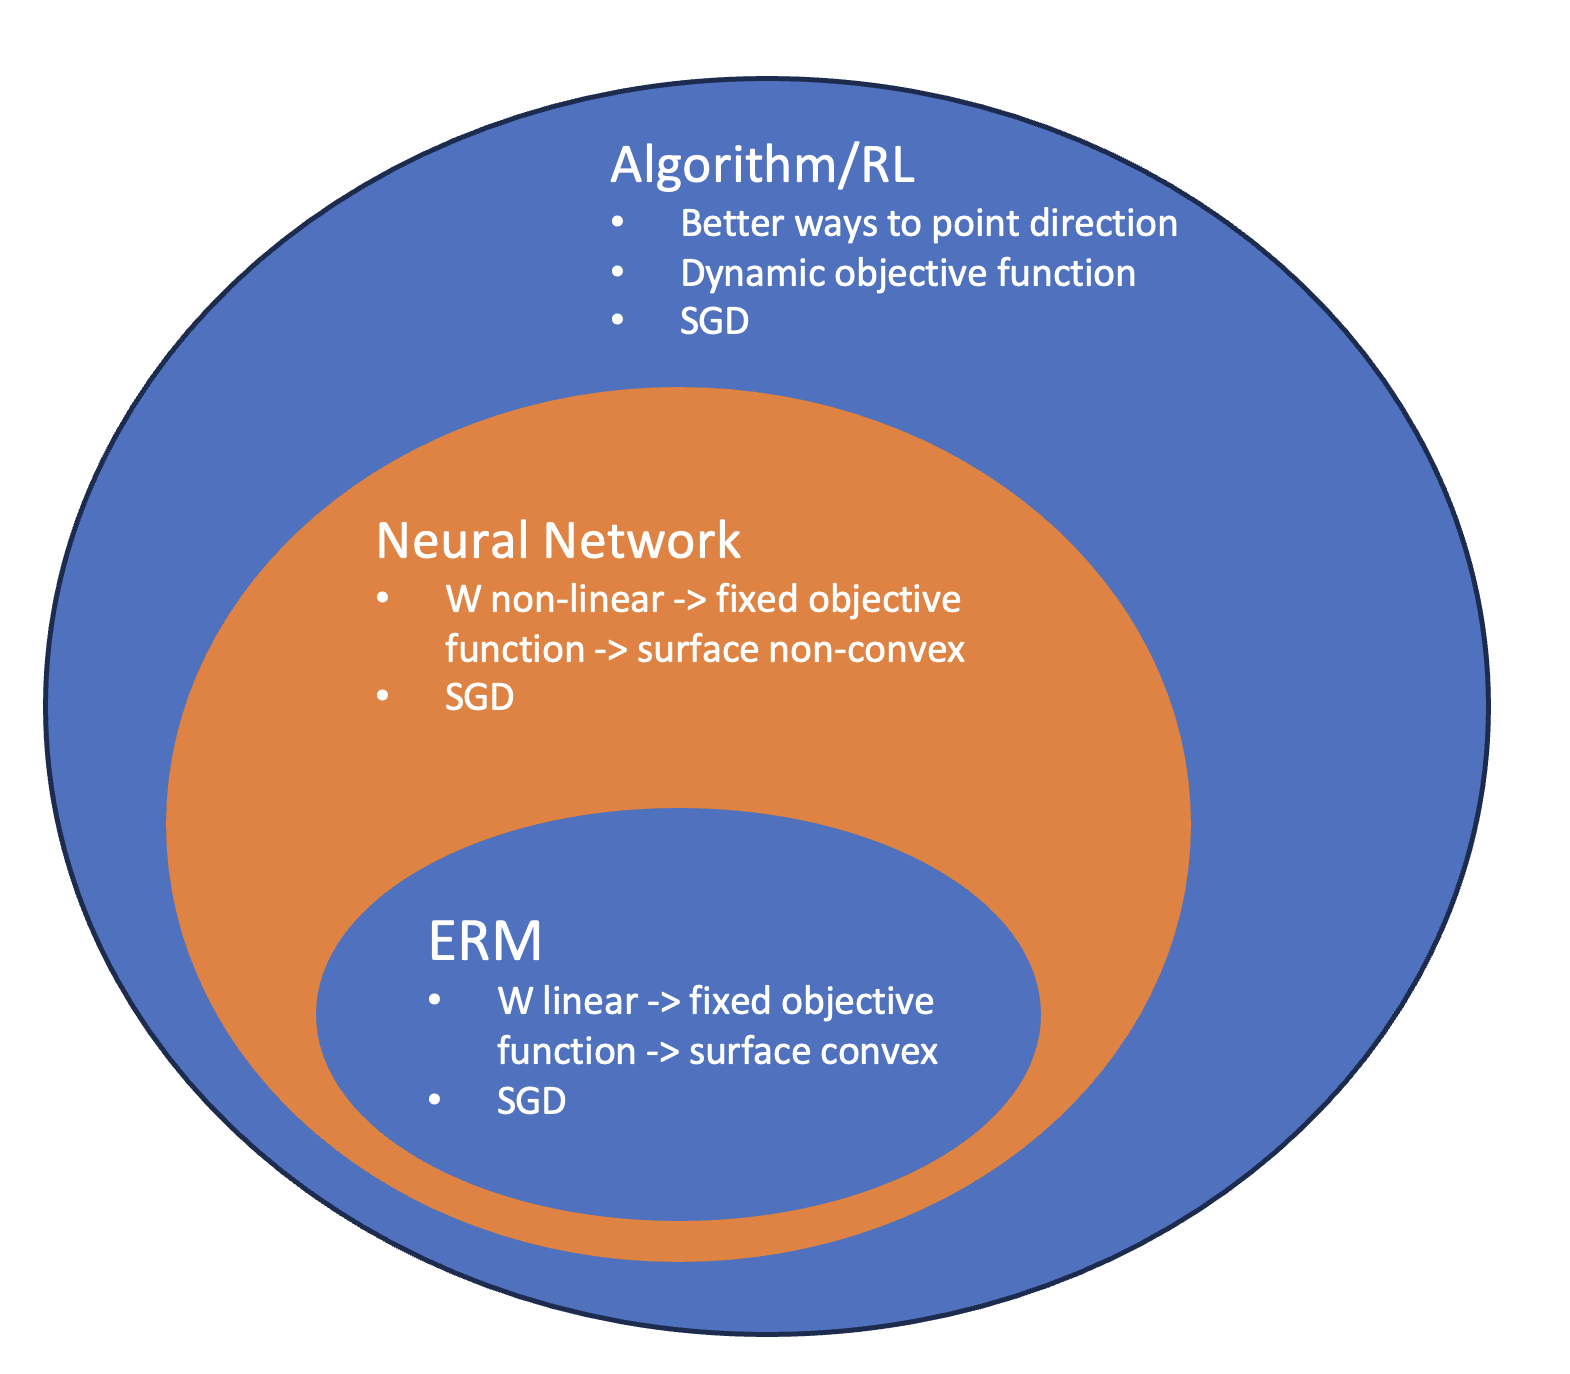 Algorithm/RL
• Better ways to point direction
• Dynamic objective function
• SGD
Neural Network
• W non-linear -> fixed objective
function -> surface non-convex
• SGD
ERM
• W linear -> fixed objective
function -> surface convex
• SGD